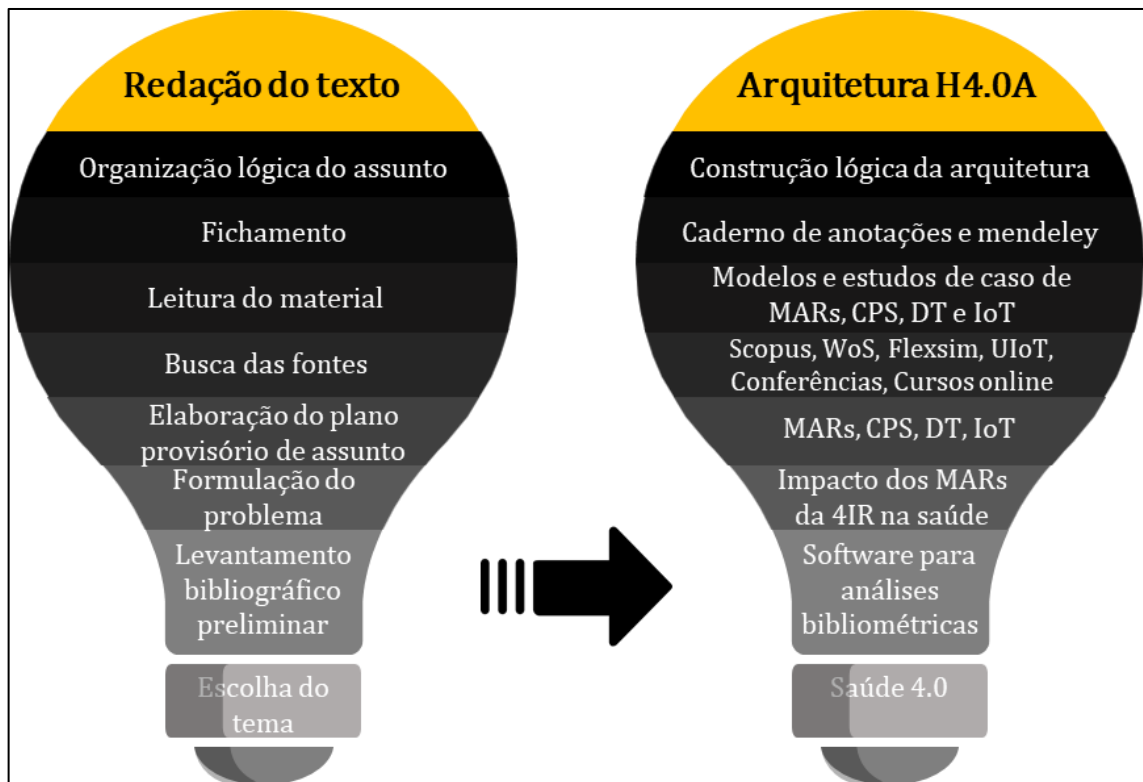 Redação do texto
Organização lógica do assunto
Fichamento
Leitura do material
Busca das fontes
Elaboração do plano
provisório de assunto
Formulação do
problema
Levantamento
bibliográfico
preliminar
Escolha do
tema
Arquitetura H4.0A
Construção lógica da arquitetura
Caderno de anotações e mendeley
Modelos e estudos de caso de
MARs, CPS, DT e IoT
Scopus, WoS, Flexsim, UIoT,
Conferências, Cursos online
MARs, CPS, DT, IoT
Impacto dos MARs
da 4IR na saúde
Software para
análises
bibliométricas
Saúde 4.0